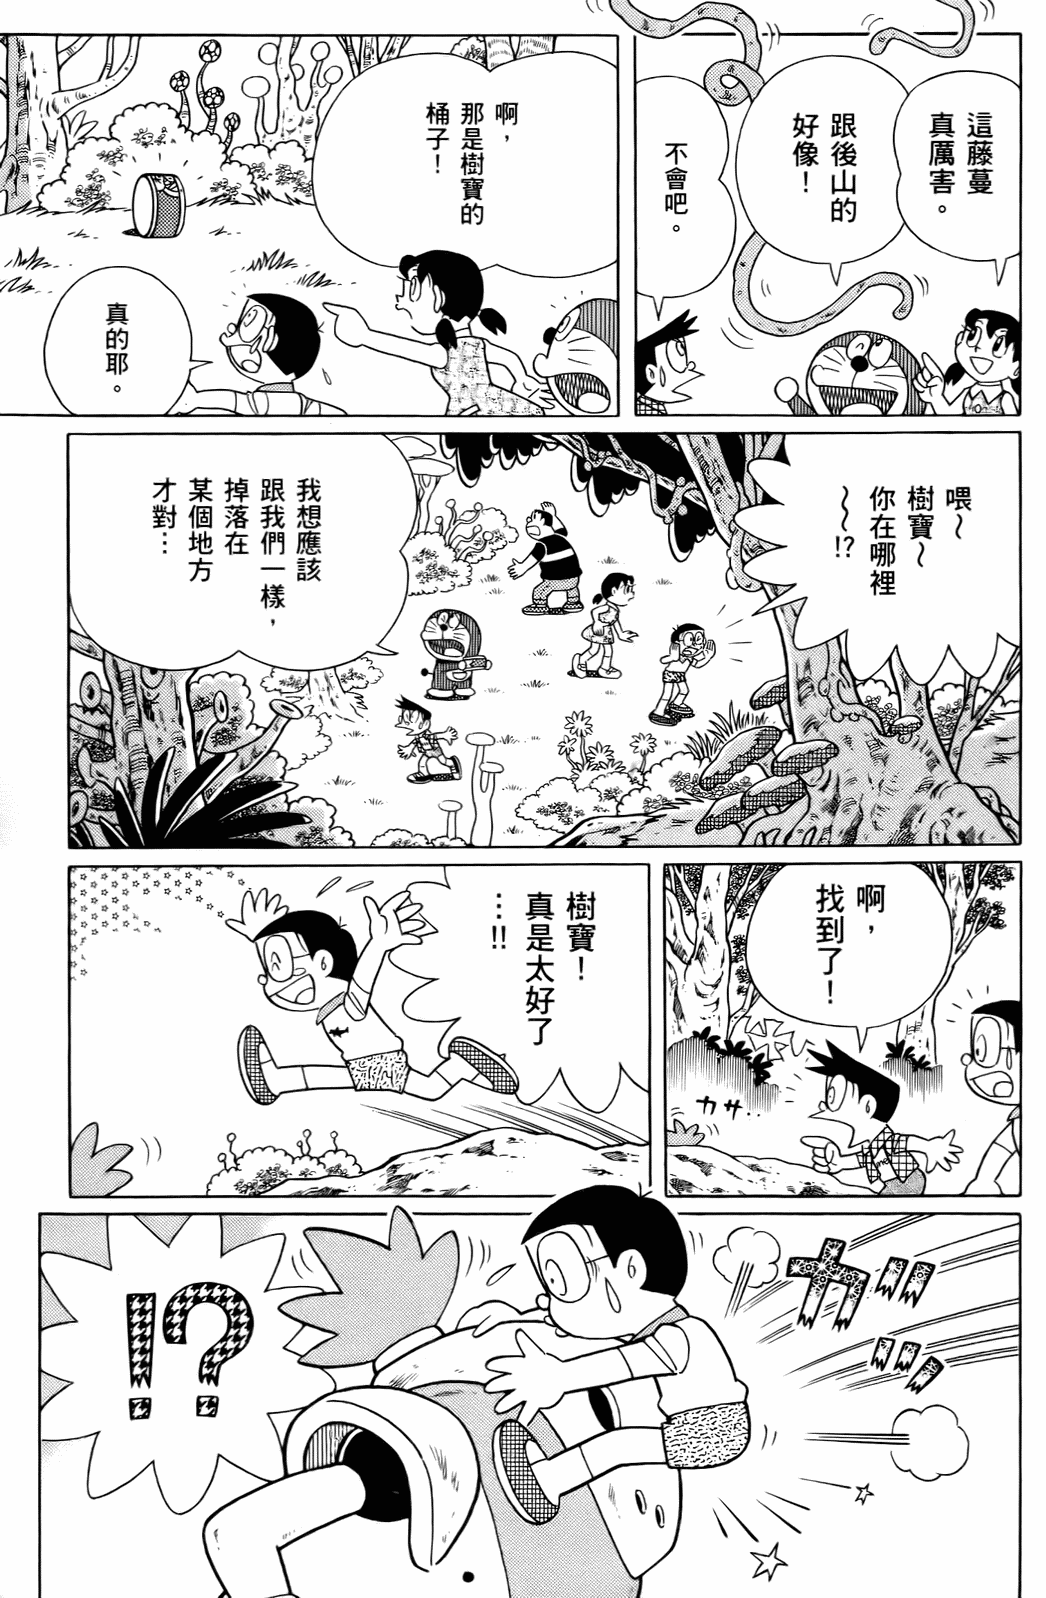 這藤蔓
真厲害。
跟後山的
好像！
不會吧。
啊，
那是樹寶的
桶子！
真的耶。
喂～
樹寶～
你在哪裡
～～!?
我想應該
跟我們一樣，
掉落在
某個地方
才對…
啊，
找到了！
カサ‥
樹寶！
真是太好了
…!!
ガッ
!?